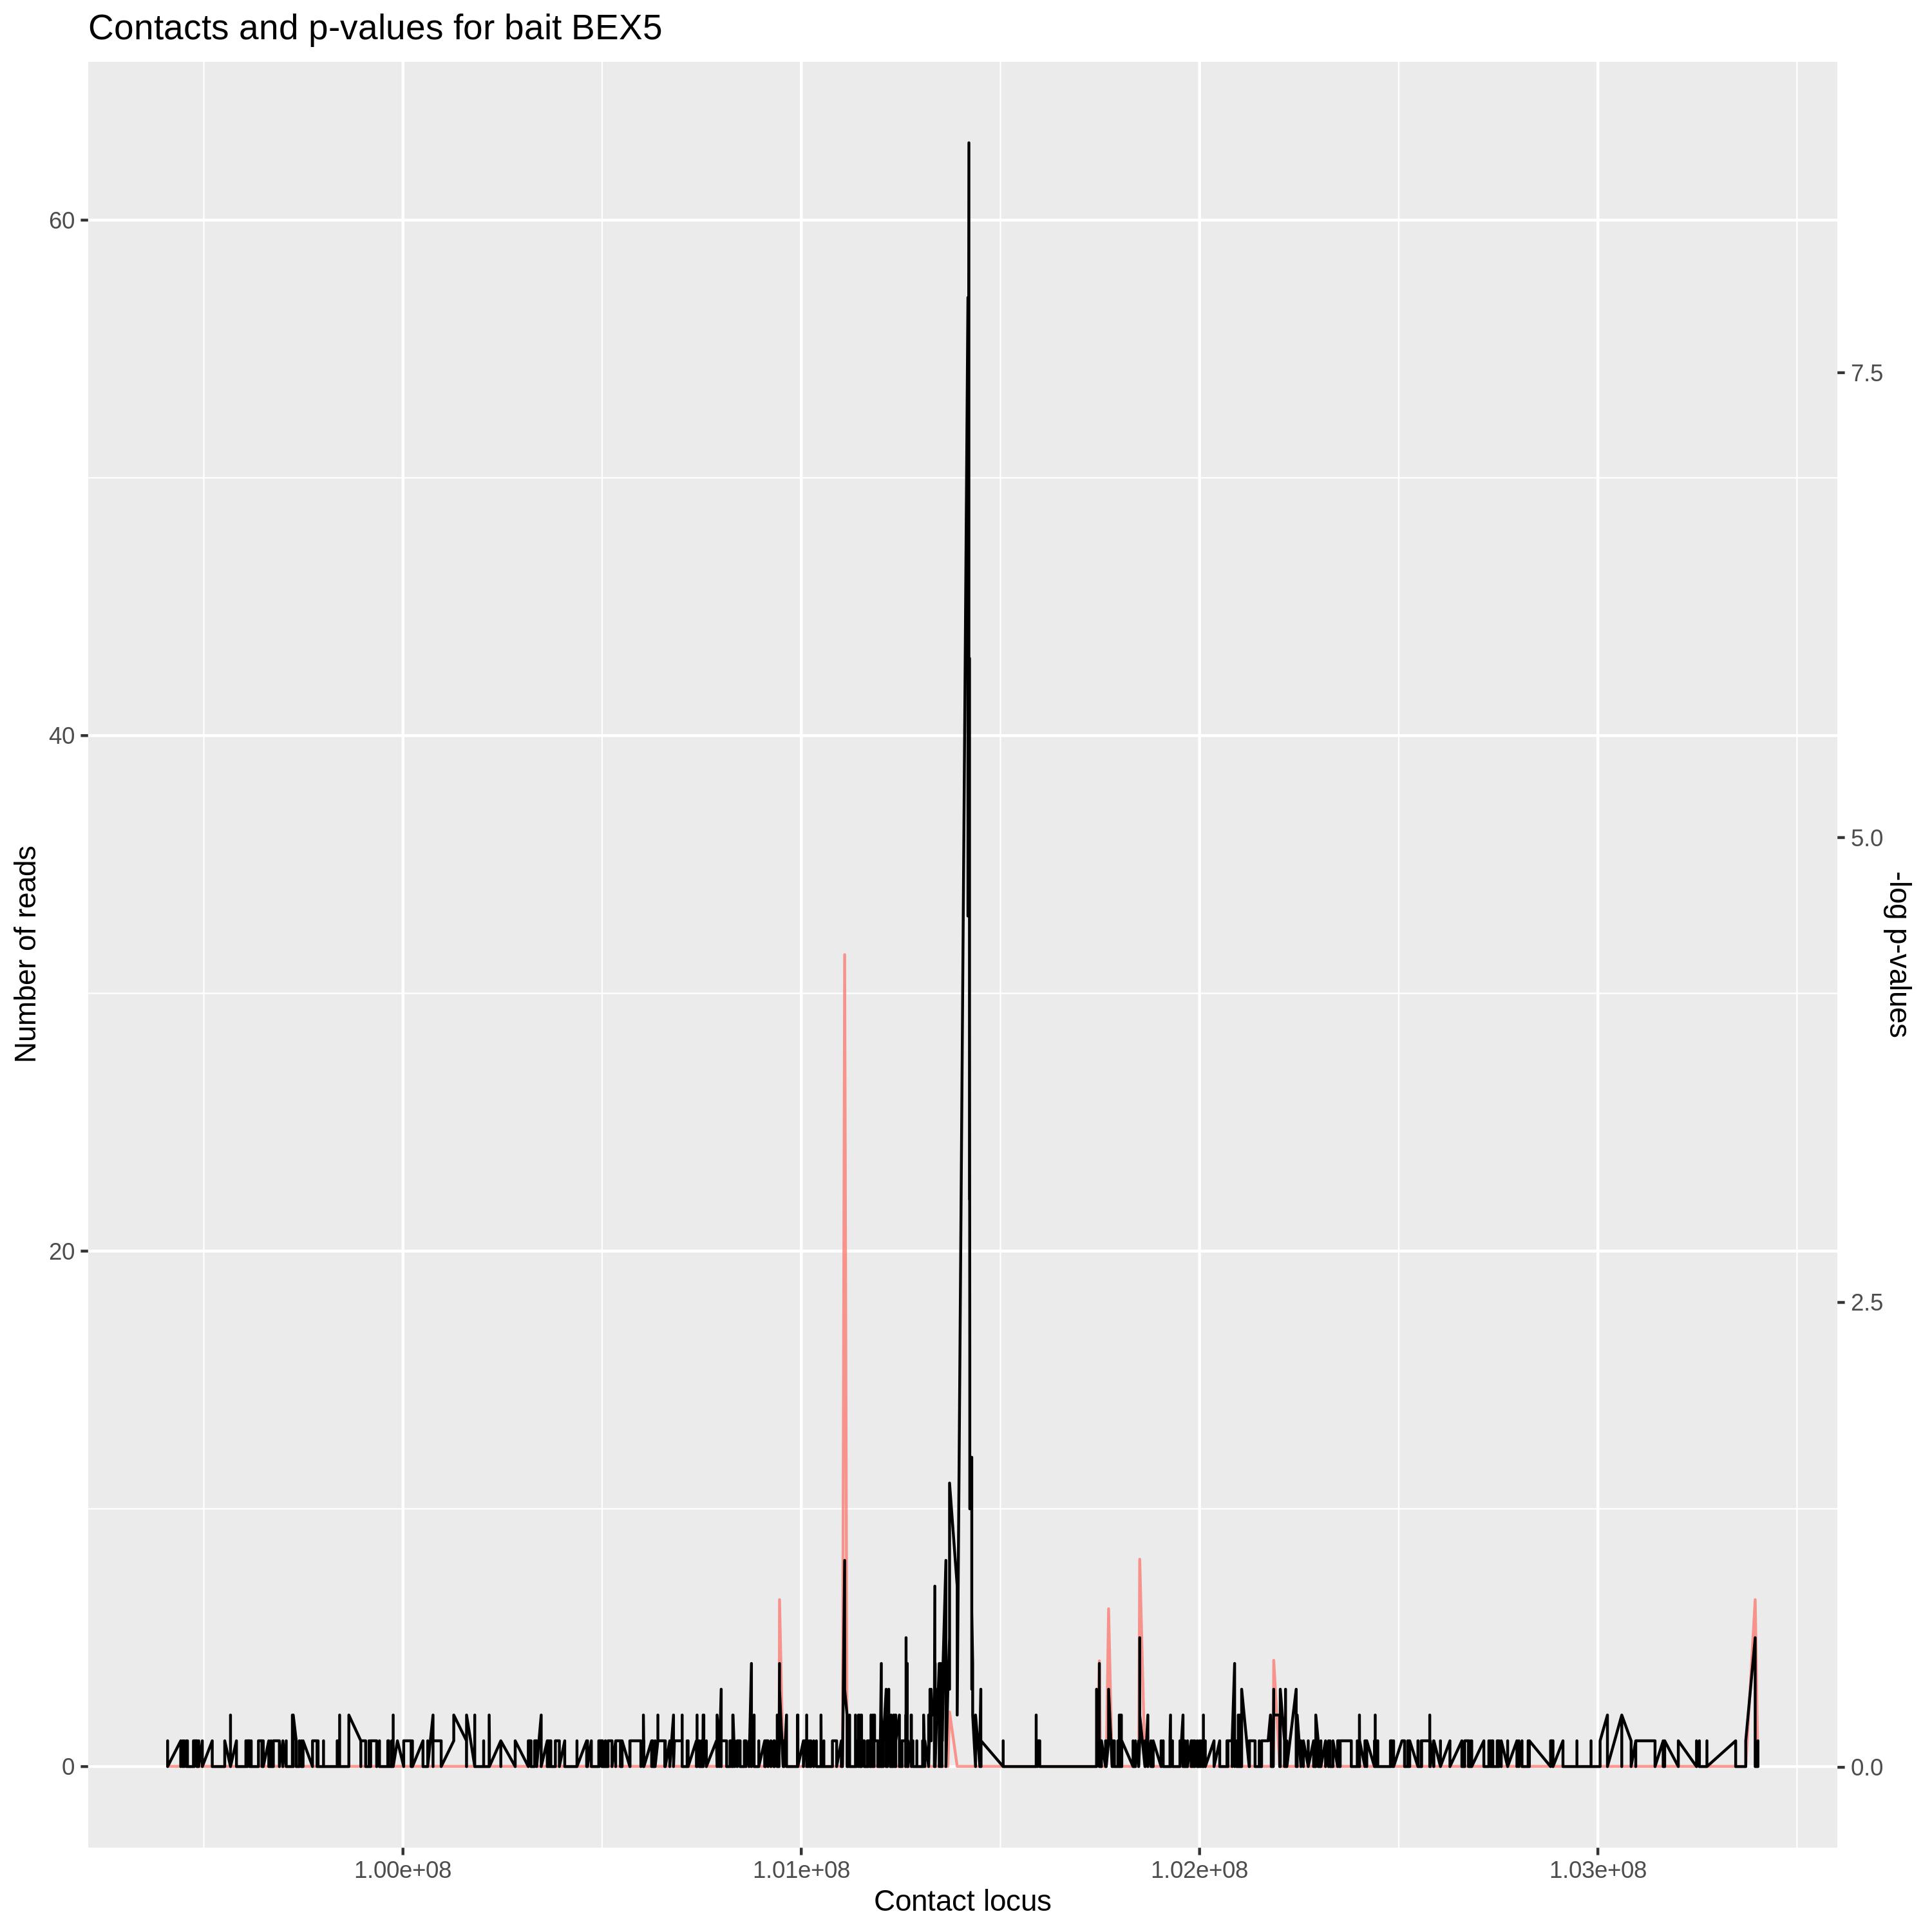 Contacts and p-values for bait BEX5
60
40
20
0
7.5
5.0
2.5
0.0
Number of reads
-log p-values
1.00e+08
1.01e+08
1.02e+08
1.03e+08
Contact locus